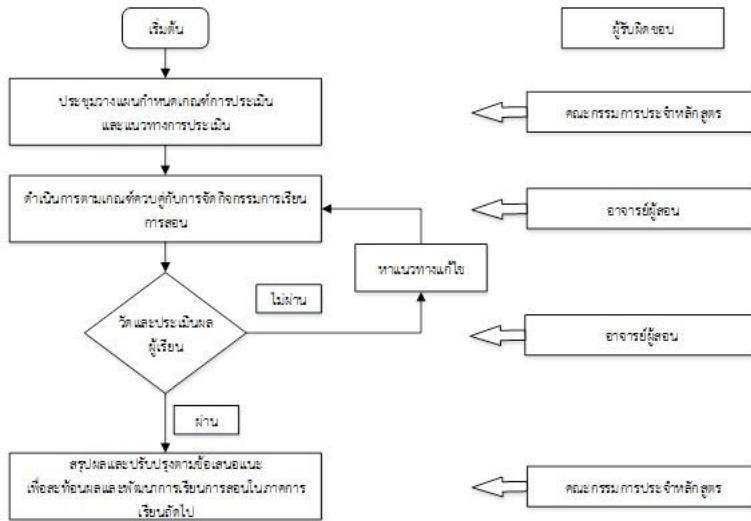 เริ่มต้น
ผู้รับผิดชอบ
ประชุมวางแผนกำหนดเกณฑ์การประเมิน
และแนวทางการประเมิน
คณะกรรมการประจำหลักสูตร
ดำเนินการตามเกณฑ์ควบคู่กับการจัดกิจกรรมการเรียน
การสอน
อาจารย์ผู้สอน
หาแนวทางแก้ไข
ไม่ผ่าน
วัดและประเมินผล
ผู้เรียน
อาจารย์ผู้สอน
ผ่าน
สรุปผลและปรับปรุงตามข้อเสนอแนะ
เพื่อสะท้อนผลและพัฒนาการเรียนการสอนในภาคการ
เรียนถัดไป
คณะกรรมการประจำหลักสูตร